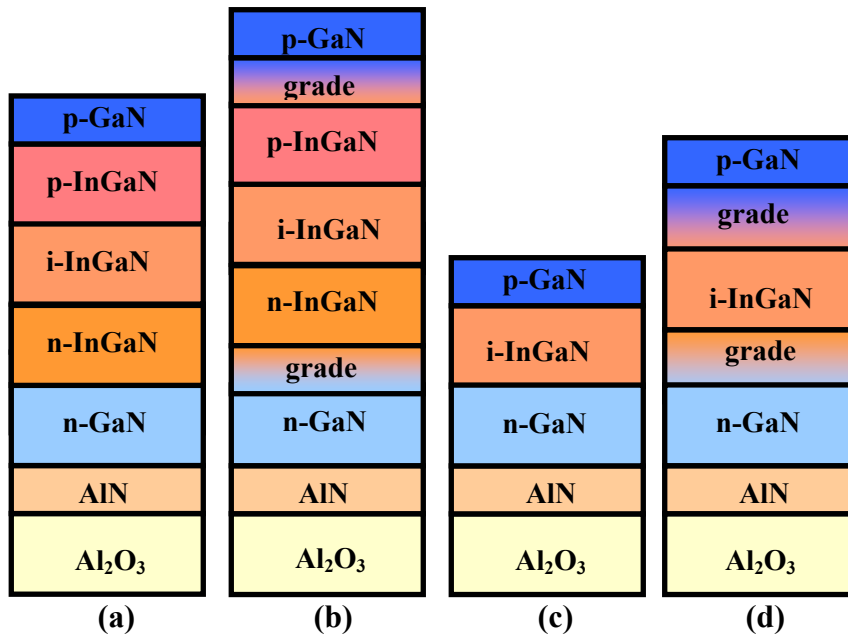 p-GaN
p-InGaN
i-InGaN
n-InGaN
n-GaN
AlN
Al₂O₃
(a)
p-GaN
grade
p-InGaN
i-InGaN
n-InGaN
grade
n-GaN
AlN
Al₂O₃
(b)
p-GaN
i-InGaN
n-GaN
AlN
Al₂O₃
(c)
p-GaN
grade
i-InGaN
grade
n-GaN
AlN
Al₂O₃
(d)